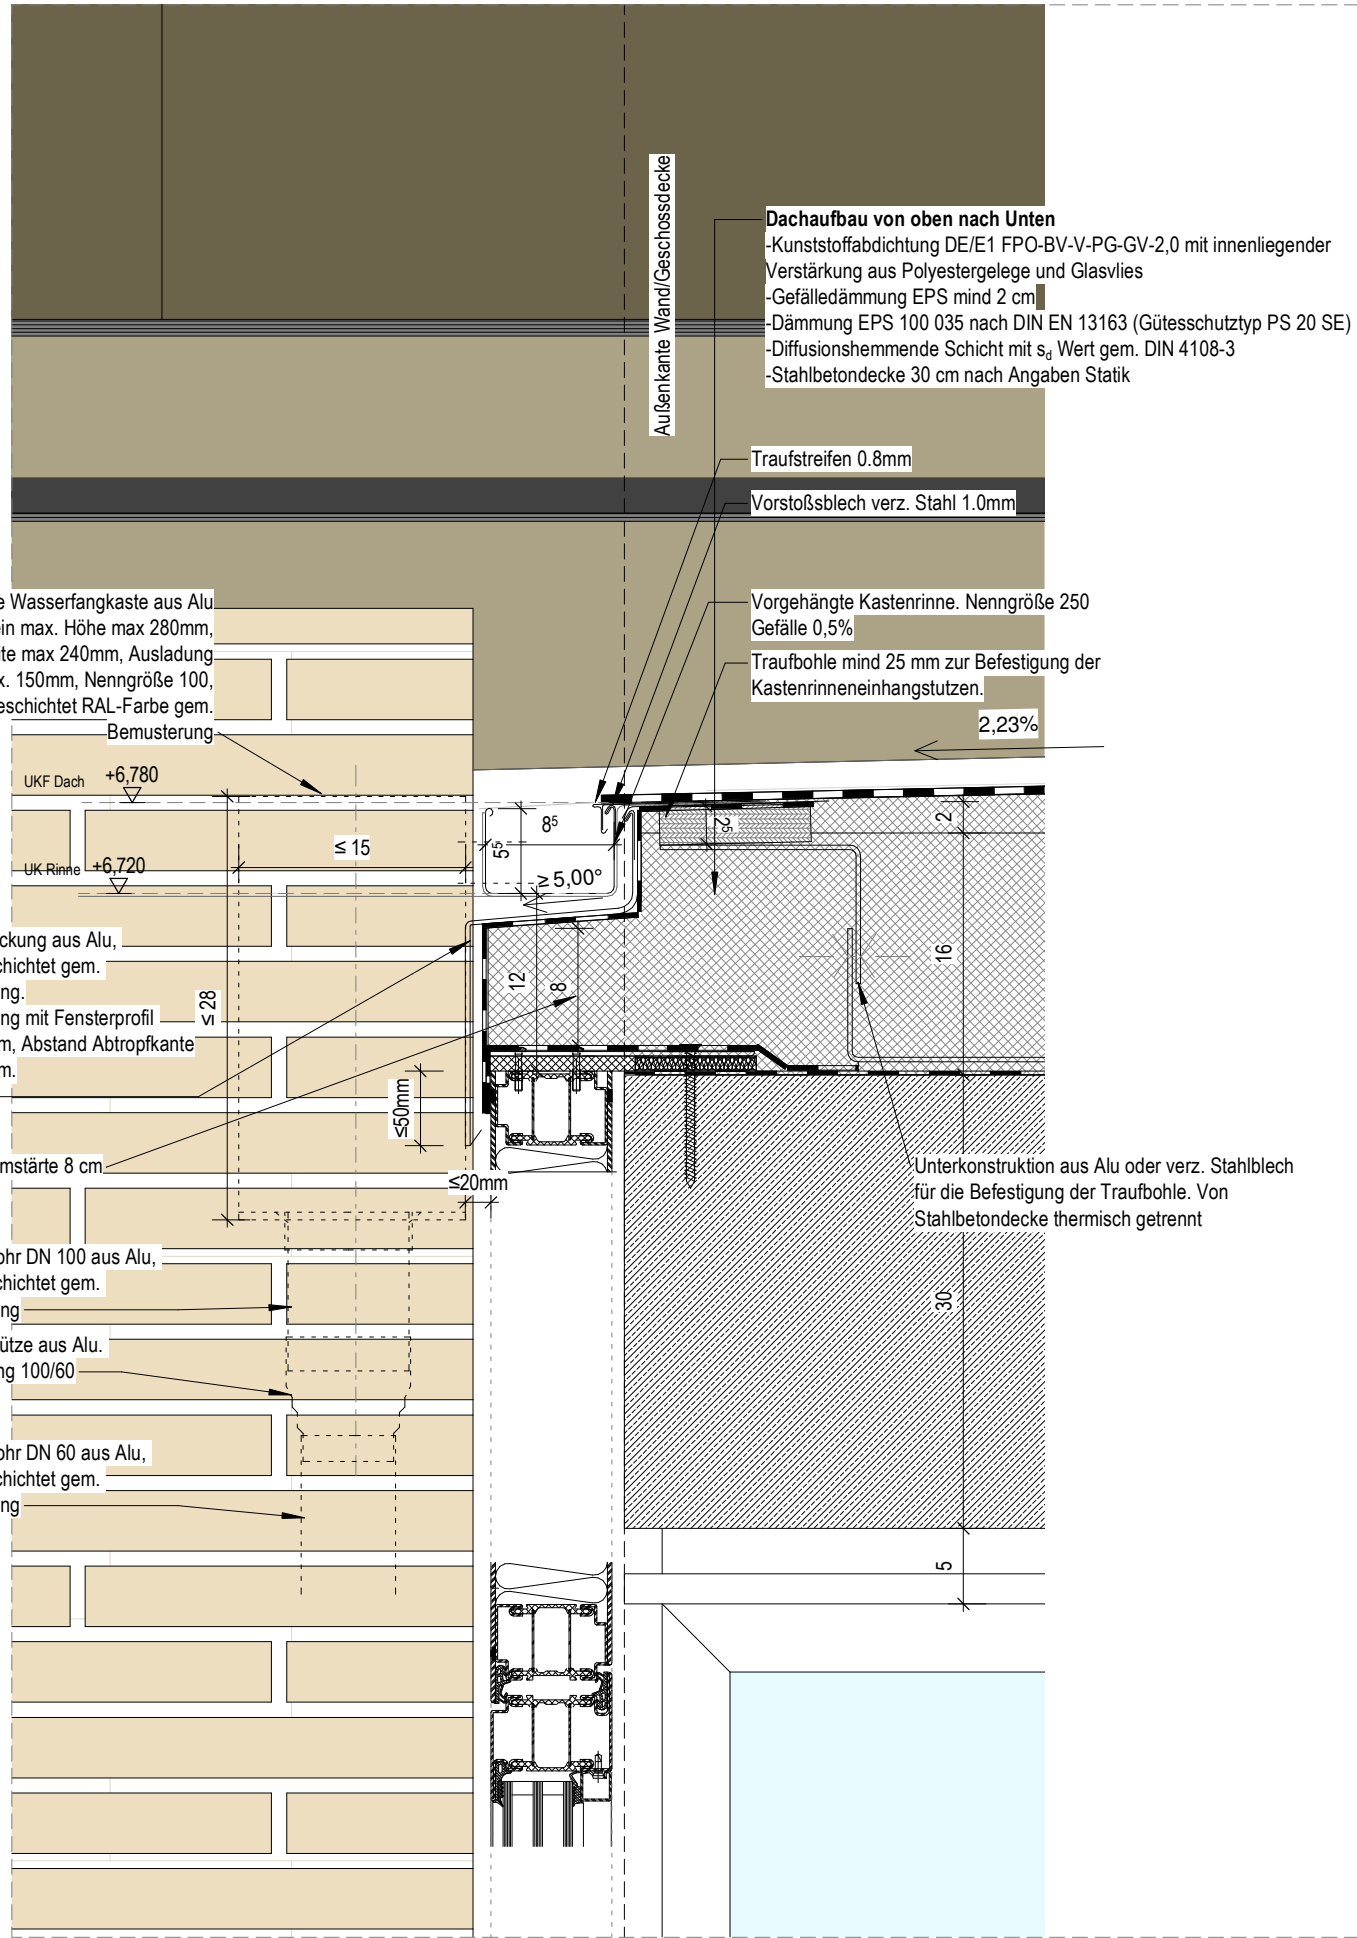 Außenkante Wand/Geschossdecke
Dachaufbau von oben nach Unten
-Kunststoffabdichtung DE/E1 FPO-BV-V-PG-GV-2,0 mit innenliegender
Verstärkung aus Polyestergelege und Glasvlies
-Gefälledämmung EPS mind 2 cm
-Dämmung EPS 100 035 nach DIN EN 13163 (Gütesschutztyp PS 20 SE)
-Diffusionshemmende Schicht mit sd Wert gem. DIN 4108-3
-Stahlbetondecke 30 cm nach Angaben Statik
Traufstreifen 0.8mm
Vorstoßsblech verz. Stahl 1.0mm
Vorgehängte Kastenrinne. Nenngröße 250
Gefälle 0,5%
Traufbohle mind 25 mm zur Befestigung der
Kastenrinneneinhangstutzen.
2,23%
e Wasserfangkaste aus Alu
ein max. Höhe max 280mm,
ite max 240mm, Ausladung
x. 150mm, Nenngröße 100,
eschichtet RAL-Farbe gem.
Bemusterung
UKF Dach +6,780
UK Rinne +6,720
≤ 15
8⁵
5⁵
2⁵
2
≥ 5,00°
ckung aus Alu,
chichtet gem.
ng.
ng mit Fensterprofil
m, Abstand Abtropfkante
m.
≤ 28
12
8
16
≤50mm
mstärte 8 cm
≤20mm
Unterkonstruktion aus Alu oder verz. Stahlblech
für die Befestigung der Traufbohle. Von
Stahlbetondecke thermisch getrennt
ohr DN 100 aus Alu,
chichtet gem.
ng
30
ütze aus Alu.
ng 100/60
ohr DN 60 aus Alu,
chichtet gem.
ng
5